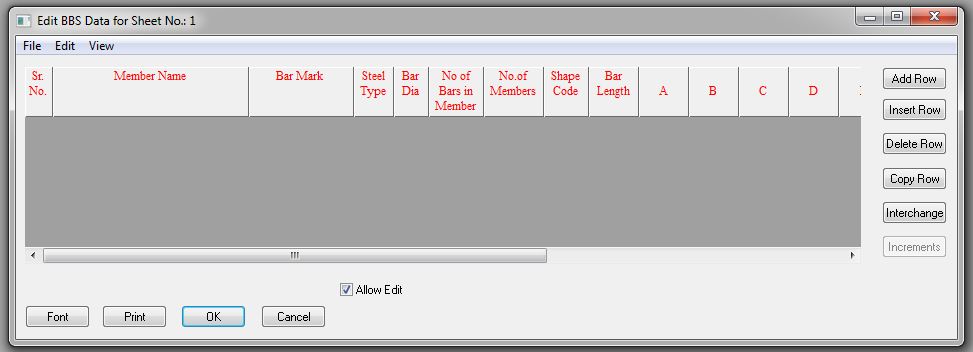 Edit BBS Data for Sheet No.: 1
File Edit View
Sr. No. Member Name Bar Mark Steel Type Bar Dia No of Bars in Member No.of Members Shape Code Bar Length A B C D
Add Row
Insert Row
Delete Row
Copy Row
Interchange
Increments
Allow Edit
Font Print OK Cancel